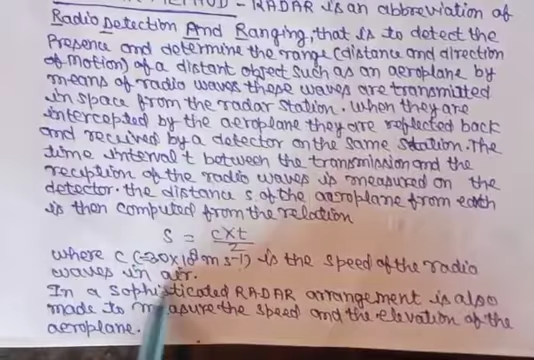 METHOD - RADAR is an abbreviation of
Radio Detection And Ranging, that is to detect the
Presence and determine the range (distance and direction
of motion) of a distant object such as an aeroplane by
means of radio waves these waves are transmitted
in space from the radar station. when they are
intercepted by the aeroplane they are reflected back
and received by a detector on the same station. The
time interval t between the transmission and the
reception of the radio waves is measured on the
detector. the distance s. of the aeroplane from earth
is then computed from the relation
S = c×t/2
where c (=30×10⁸ m s-1) is the speed of the radio
waves in air.
In a sophisticated RADAR arrangement is also
made to measure the speed and the elevation of the
aeroplane.